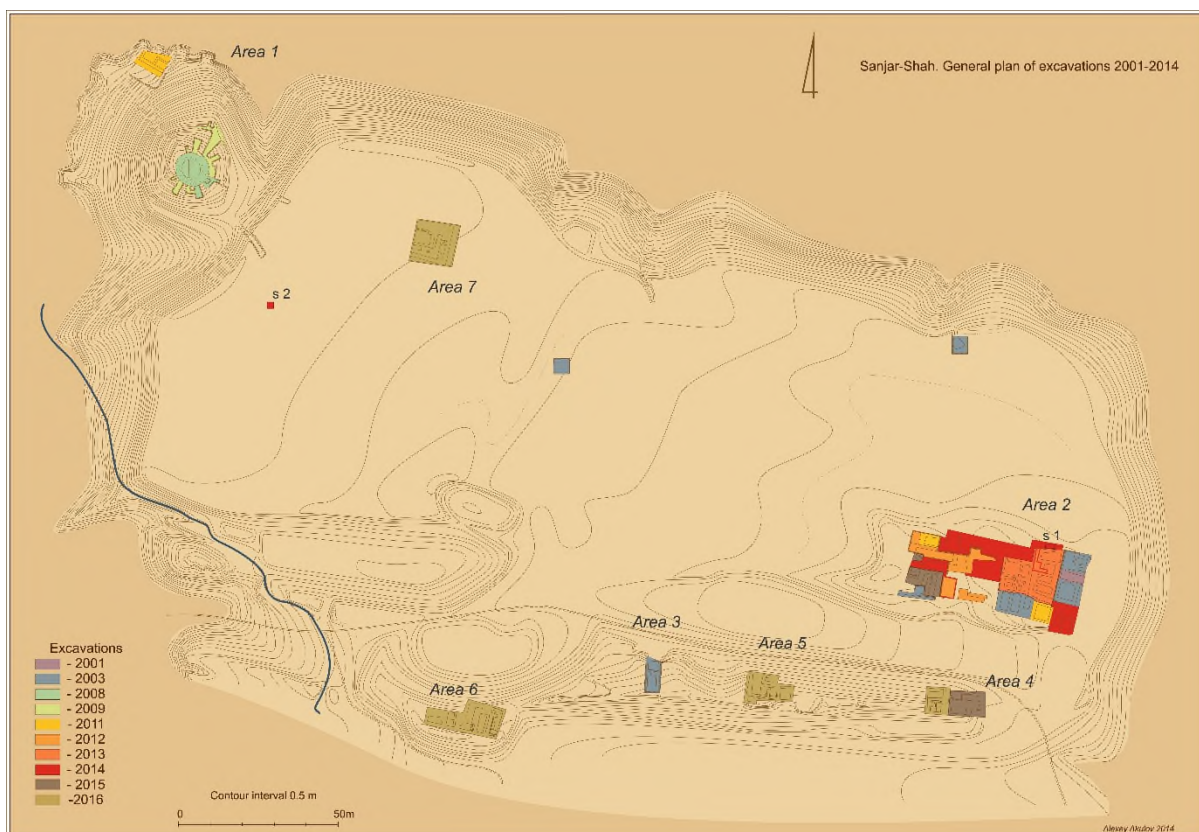 Area 1
Sanjar-Shah. General plan of excavations 2001-2014
Area 7
s 2
Area 2
s 1
Area 3
Area 5
Area 4
Area 6
Excavations
- 2001
- 2003
- 2008
- 2009
- 2011
- 2012
- 2013
- 2014
- 2015
-2016
Contour interval 0.5 m
0 50m
Alexey Akulov 2014